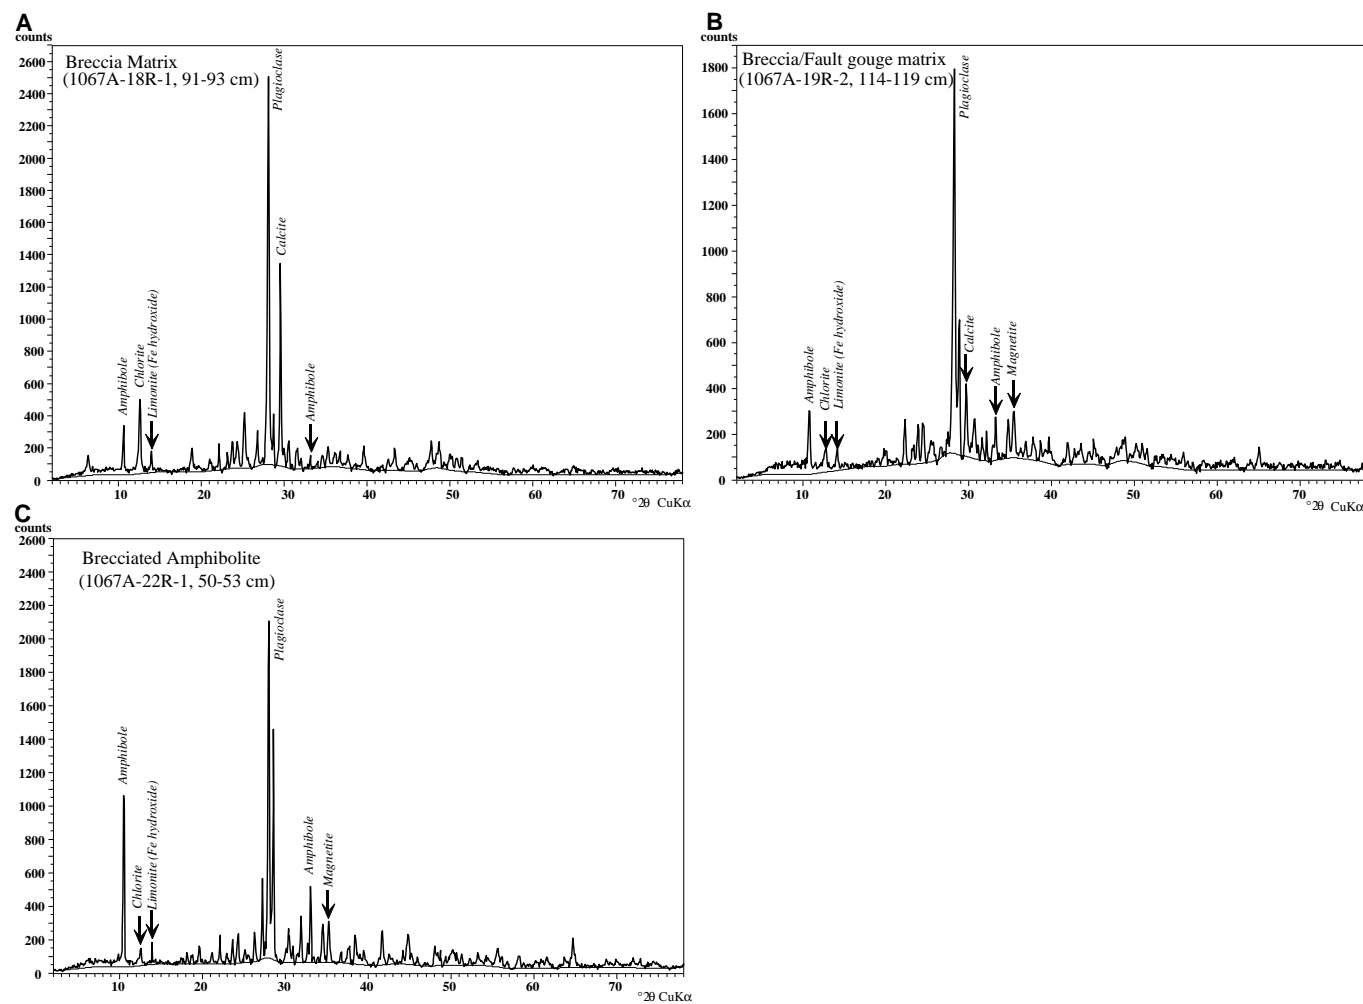 A
counts
Breccia Matrix
(1067A-18R-1, 91-93 cm)
2600
2400
2200
2000
1800
1600
1400
1200
1000
800
600
400
200
0
Amphibole
Chlorite
Limonite (Fe hydroxide)
Plagioclase
Calcite
Amphibole
10 20 30 40 50 60 70
°2θ CuKα
B
counts
Breccia/Fault gouge matrix
(1067A-19R-2, 114-119 cm)
1800
1600
1400
1200
1000
800
600
400
200
0
Amphibole
Chlorite
Limonite (Fe hydroxide)
Plagioclase
Calcite
Amphibole
Magnetite
10 20 30 40 50 60 70
°2θ CuKα
C
counts
Brecciated Amphibolite
(1067A-22R-1, 50-53 cm)
2600
2400
2200
2000
1800
1600
1400
1200
1000
800
600
400
200
0
Amphibole
Chlorite
Limonite (Fe hydroxide)
Plagioclase
Amphibole
Magnetite
10 20 30 40 50 60 70
°2θ CuKα